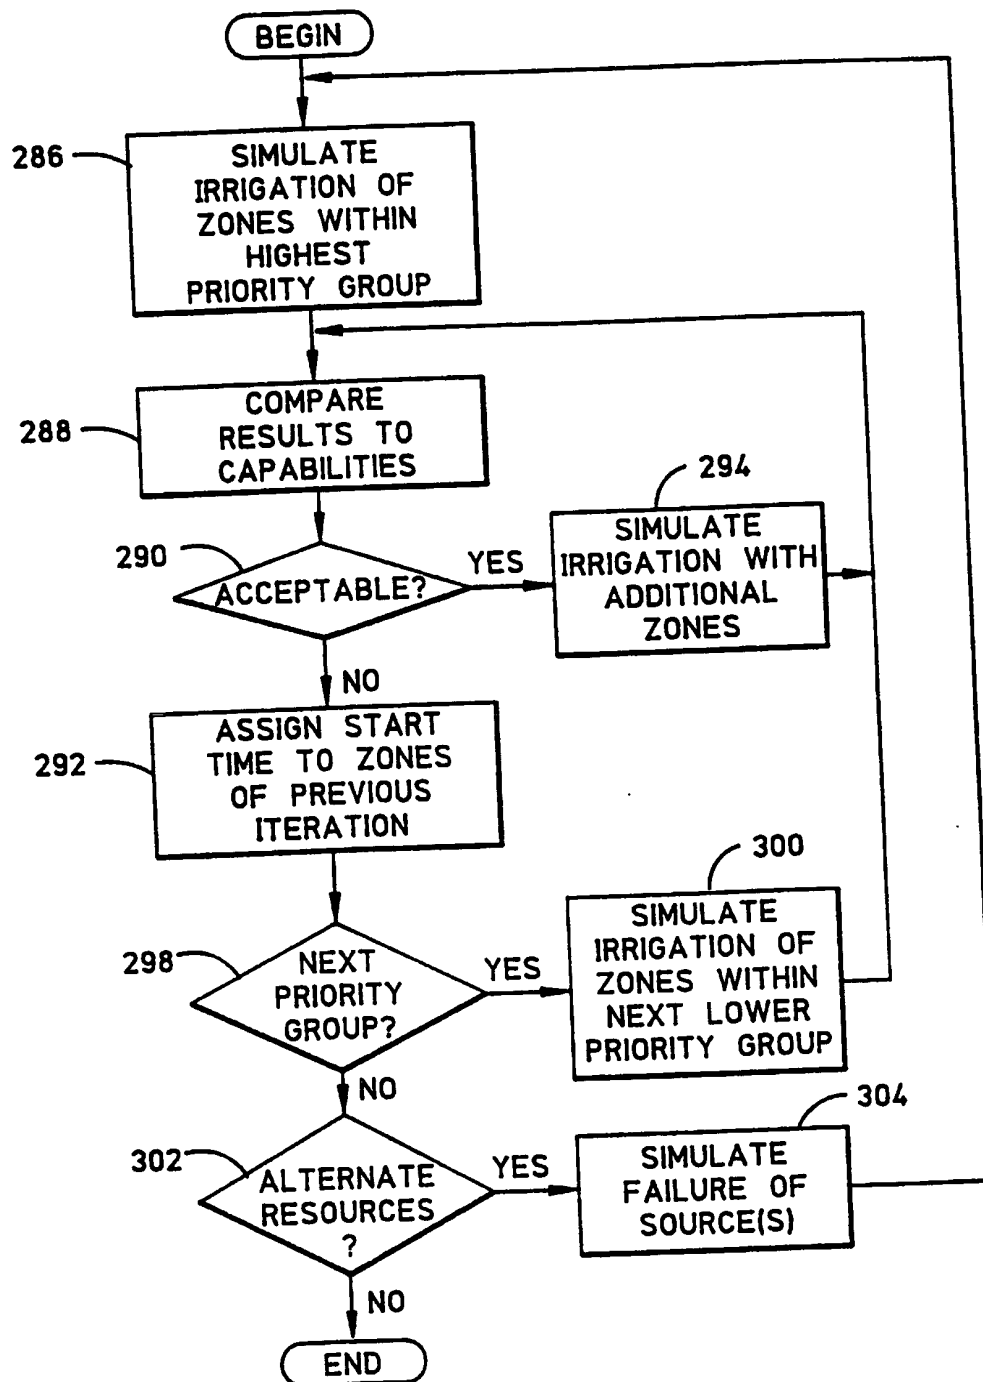 BEGIN
286
SIMULATE
IRRIGATION OF
ZONES WITHIN
HIGHEST
PRIORITY GROUP
288
COMPARE
RESULTS TO
CAPABILITIES
290
ACCEPTABLE?
YES
294
SIMULATE
IRRIGATION WITH
ADDITIONAL
ZONES
NO
292
ASSIGN START
TIME TO ZONES
OF PREVIOUS
ITERATION
298
NEXT
PRIORITY
GROUP?
YES
300
SIMULATE
IRRIGATION OF
ZONES WITHIN
NEXT LOWER
PRIORITY GROUP
NO
302
ALTERNATE
RESOURCES
?
YES
304
SIMULATE
FAILURE OF
SOURCE(S)
NO
END